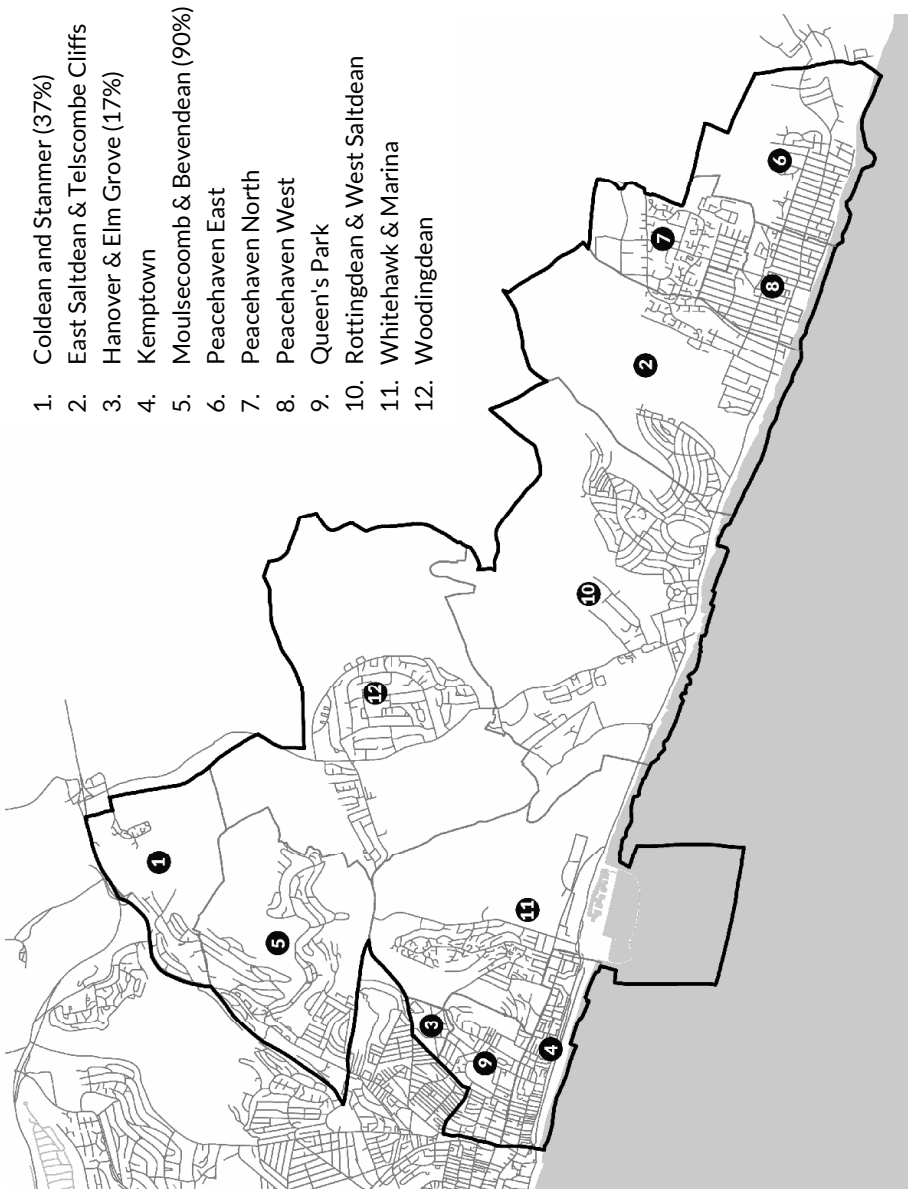 1. Coldean and Stanmer (37%)
2. East Saltdean & Telscombe Cliffs
3. Hanover & Elm Grove (17%)
4. Kemptown
5. Moulsecoomb & Bevendean (90%)
6. Peacehaven East
7. Peacehaven North
8. Peacehaven West
9. Queen's Park
10. Rottingdean & West Saltdean
11. Whitehawk & Marina
12. Woodingdean
1
5
3
9
4
11
12
10
2
7
8
6